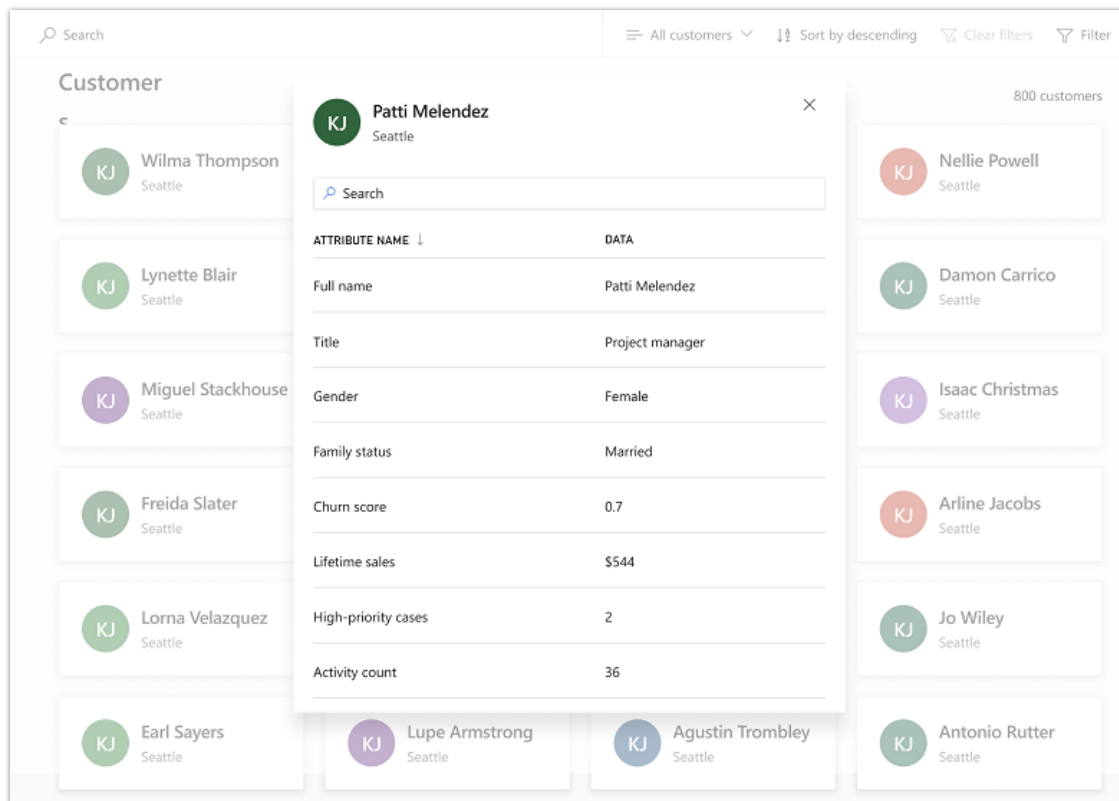 Search
All customers
Sort by descending
Clear filters
Filter
Customer
800 customers
KJ
Patti Melendez
Seattle
Search
ATTRIBUTE NAME ↓ DATA
Full name Patti Melendez
Title Project manager
Gender Female
Family status Married
Churn score 0.7
Lifetime sales $544
High-priority cases 2
Activity count 36
KJ
Wilma Thompson
Seattle
KJ
Nellie Powell
Seattle
KJ
Lynette Blair
Seattle
KJ
Damon Carrico
Seattle
KJ
Miguel Stackhouse
Seattle
KJ
Isaac Christmas
Seattle
KJ
Freida Slater
Seattle
KJ
Arline Jacobs
Seattle
KJ
Lorna Velazquez
Seattle
KJ
Jo Wiley
Seattle
KJ
Earl Sayers
Seattle
KJ
Lupe Armstrong
Seattle
KJ
Agustin Trombley
Seattle
KJ
Antonio Rutter
Seattle